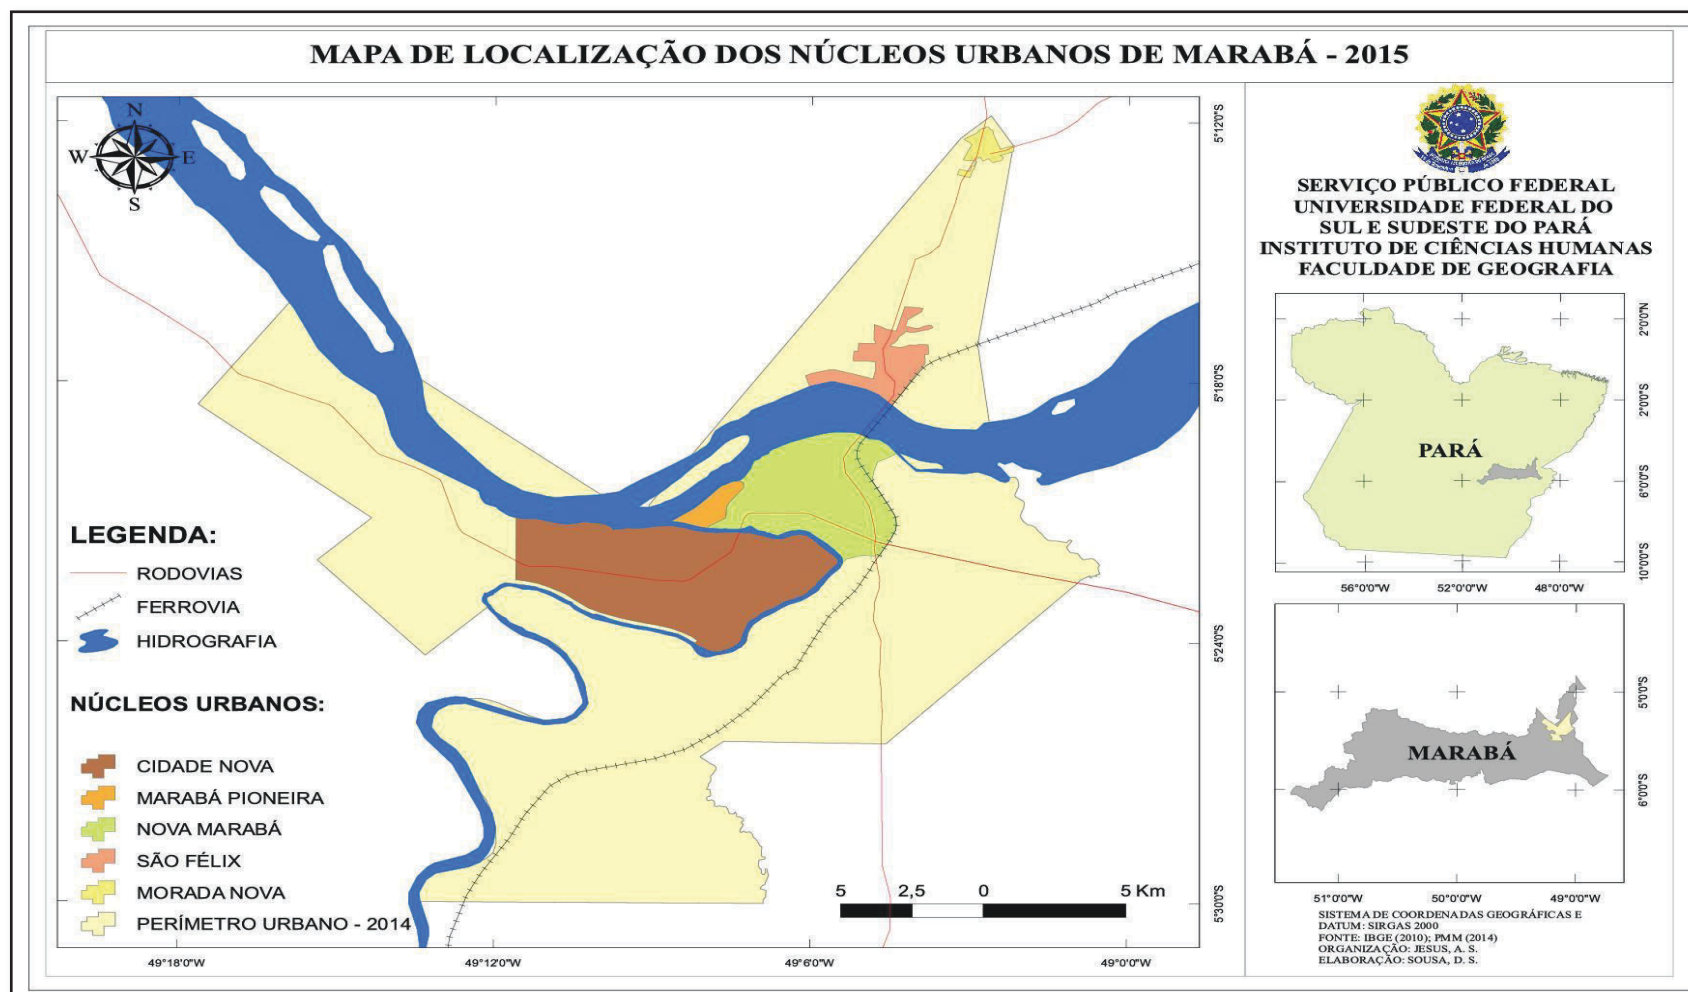 MAPA DE LOCALIZAÇÃO DOS NÚCLEOS URBANOS DE MARABÁ - 2015
N
W E
S
5°12'0"S
5°18'0"S
5°24'0"S
5°30'0"S
49°18'0"W 49°12'0"W 49°6'0"W 49°0'0"W
LEGENDA:
RODOVIAS
FERROVIA
HIDROGRAFIA
NÚCLEOS URBANOS:
CIDADE NOVA
MARABÁ PIONEIRA
NOVA MARABÁ
SÃO FÉLIX
MORADA NOVA
PERÍMETRO URBANO - 2014
5 2,5 0 5 Km
SERVIÇO PÚBLICO FEDERAL
UNIVERSIDADE FEDERAL DO
SUL E SUDESTE DO PARÁ
INSTITUTO DE CIÊNCIAS HUMANAS
FACULDADE DE GEOGRAFIA
PARÁ
2°0'0"N
2°0'0"S
6°0'0"S
10°0'0"S
56°0'0"W 52°0'0"W 48°0'0"W
MARABÁ
5°0'0"S
6°0'0"S
51°0'0"W 50°0'0"W 49°0'0"W
SISTEMA DE COORDENADAS GEOGRÁFICAS E
DATUM: SIRGAS 2000
FONTE: IBGE (2010); PMM (2014)
ORGANIZAÇÃO: JESUS, A. S.
ELABORAÇÃO: SOUSA, D. S.